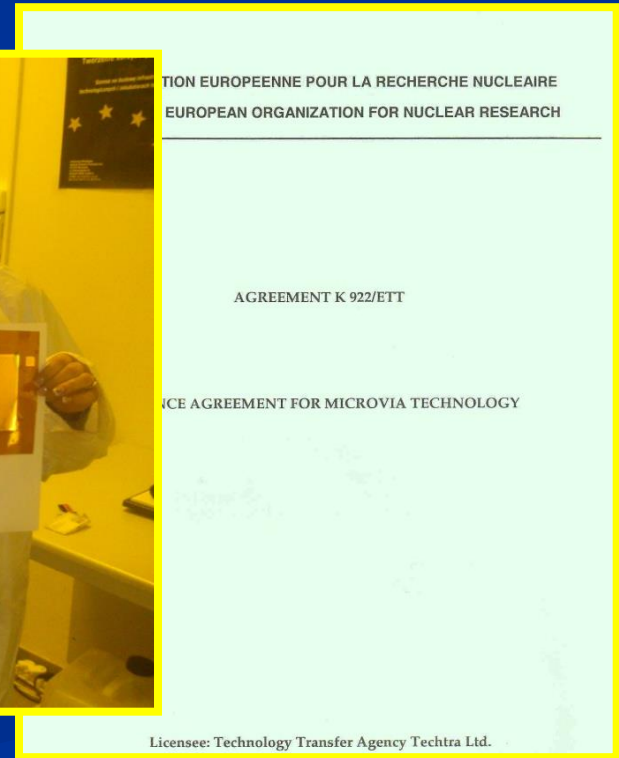 TION EUROPEENNE POUR LA RECHERCHE NUCLEAIRE
EUROPEAN ORGANIZATION FOR NUCLEAR RESEARCH
AGREEMENT K 922/ETT
NCE AGREEMENT FOR MICROVIA TECHNOLOGY
Licensee: Technology Transfer Agency Techtra Ltd.